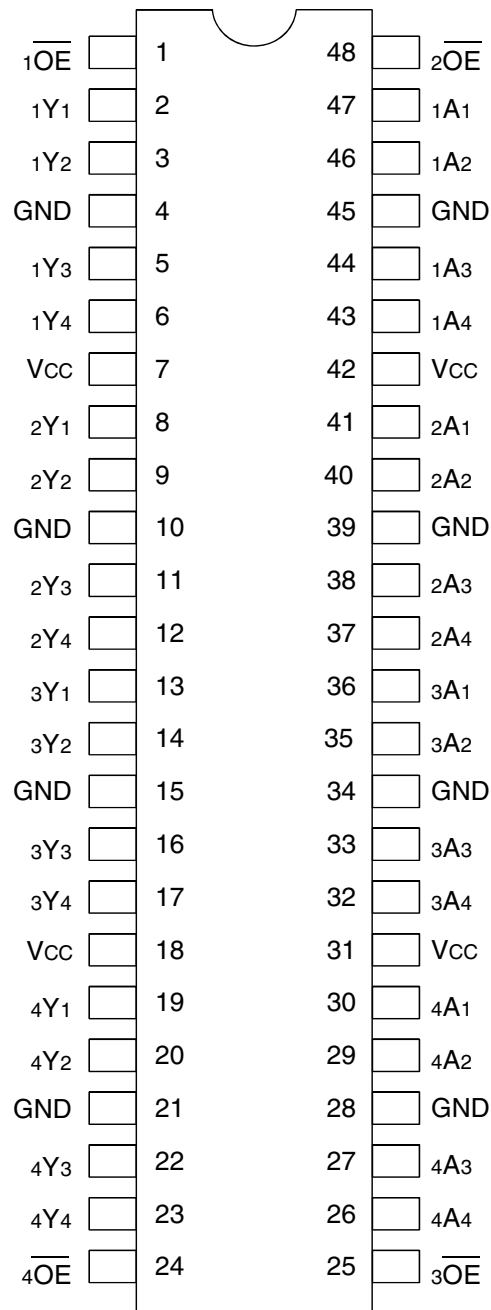 1OE 1 48 2OE
1Y1 2 47 1A1
1Y2 3 46 1A2
GND 4 45 GND
1Y3 5 44 1A3
1Y4 6 43 1A4
VCC 7 42 VCC
2Y1 8 41 2A1
2Y2 9 40 2A2
GND 10 39 GND
2Y3 11 38 2A3
2Y4 12 37 2A4
3Y1 13 36 3A1
3Y2 14 35 3A2
GND 15 34 GND
3Y3 16 33 3A3
3Y4 17 32 3A4
VCC 18 31 VCC
4Y1 19 30 4A1
4Y2 20 29 4A2
GND 21 28 GND
4Y3 22 27 4A3
4Y4 23 26 4A4
4OE 24 25 3OE